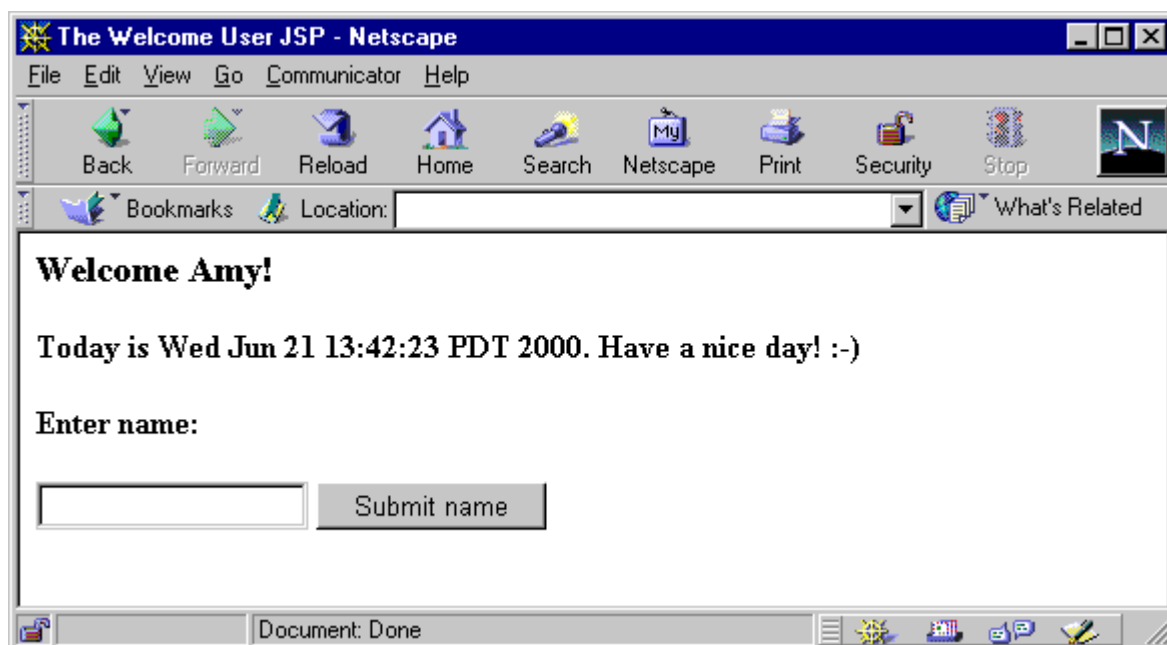 The Welcome User JSP - Netscape
File Edit View Go Communicator Help
My
N
Back Forward Reload Home Search Netscape Print Security Stop
Bookmarks Location: What's Related
Welcome Amy!
Today is Wed Jun 21 13:42:23 PDT 2000. Have a nice day! :-)
Enter name:
Submit name
Document: Done